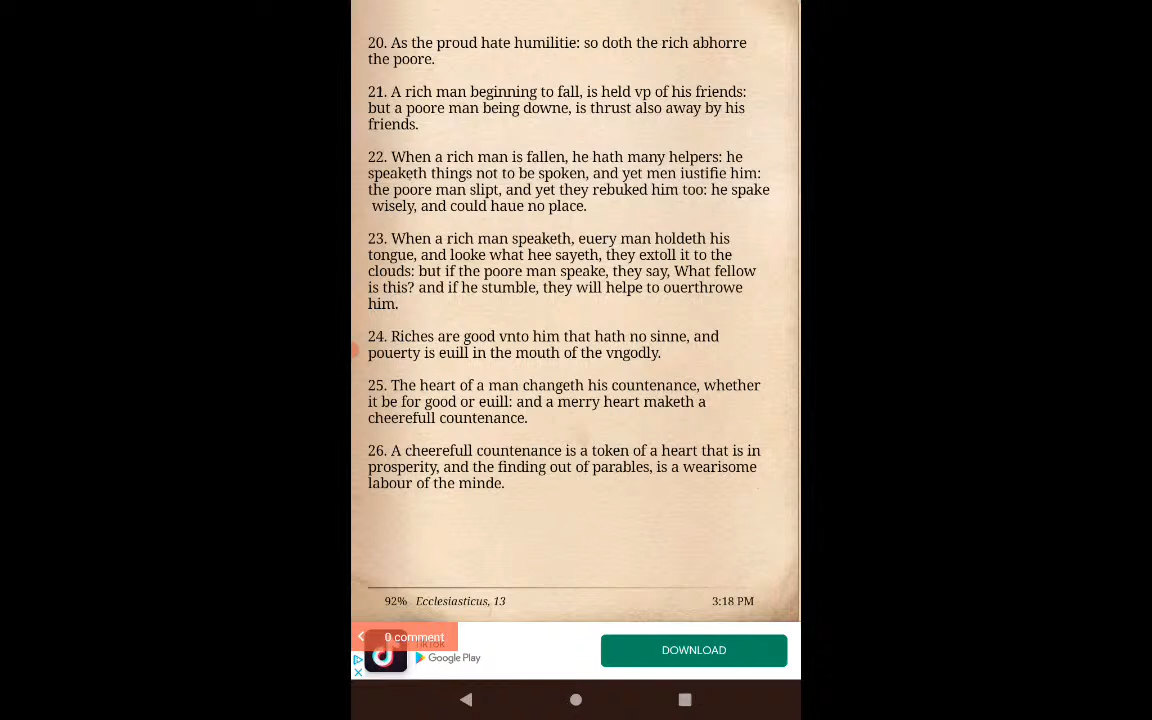 20. As the proud hate humilitie: so doth the rich abhorre
the poore.
21. A rich man beginning to fall, is held vp of his friends:
but a poore man being downe, is thrust also away by his
friends.
22. When a rich man is fallen, he hath many helpers: he
speaketh things not to be spoken, and yet men iustifie him:
the poore man slipt, and yet they rebuked him too: he spake
wisely, and could haue no place.
23. When a rich man speaketh, euery man holdeth his
tongue, and looke what hee sayeth, they extoll it to the
clouds: but if the poore man speake, they say, What fellow
is this? and if he stumble, they will helpe to ouerthrowe
him.
24. Riches are good vnto him that hath no sinne, and
pouerty is euill in the mouth of the vngodly.
25. The heart of a man changeth his countenance, whether
it be for good or euill: and a merry heart maketh a
cheerefull countenance.
26. A cheerefull countenance is a token of a heart that is in
prosperity, and the finding out of parables, is a wearisome
labour of the minde.
92% Ecclesiasticus, 13 3:18 PM
0 comment
TikTok
Google Play
DOWNLOAD